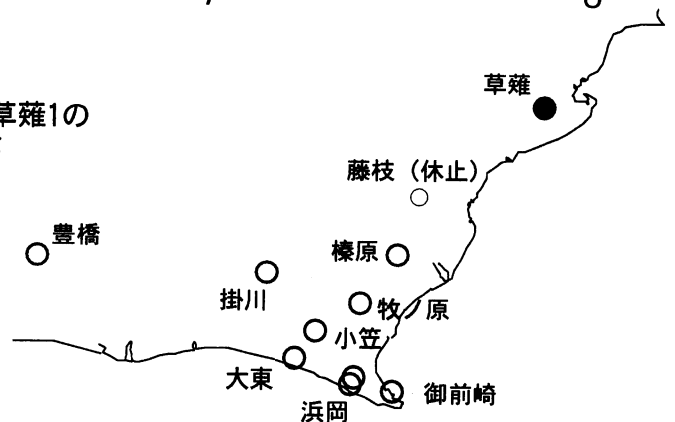 草薙
草薙1の
藤枝（休止）
豊橋
榛原
掛川
牧ノ原
小笠
大東
御前崎
浜岡